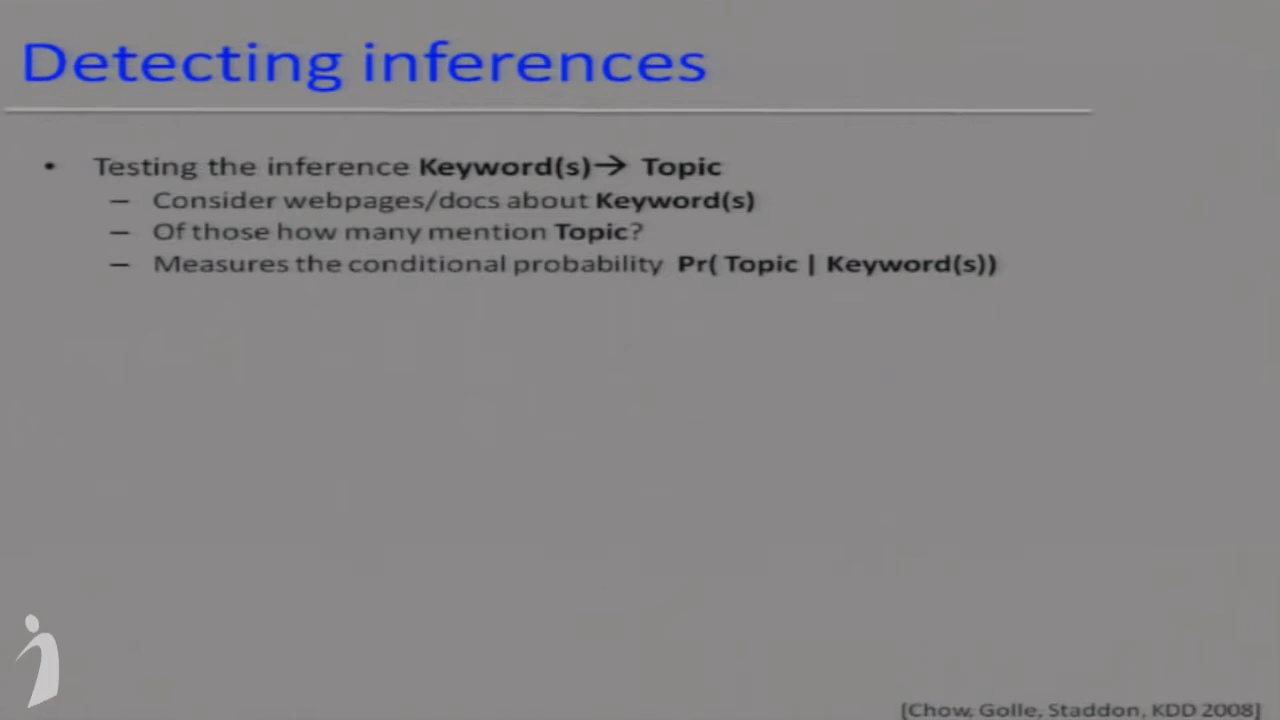 Detecting inferences
• Testing the inference Keyword(s)→ Topic
– Consider webpages/docs about Keyword(s)
– Of those how many mention Topic?
– Measures the conditional probability Pr( Topic | Keyword(s))
[Chow, Golle, Staddon, KDD 2008]